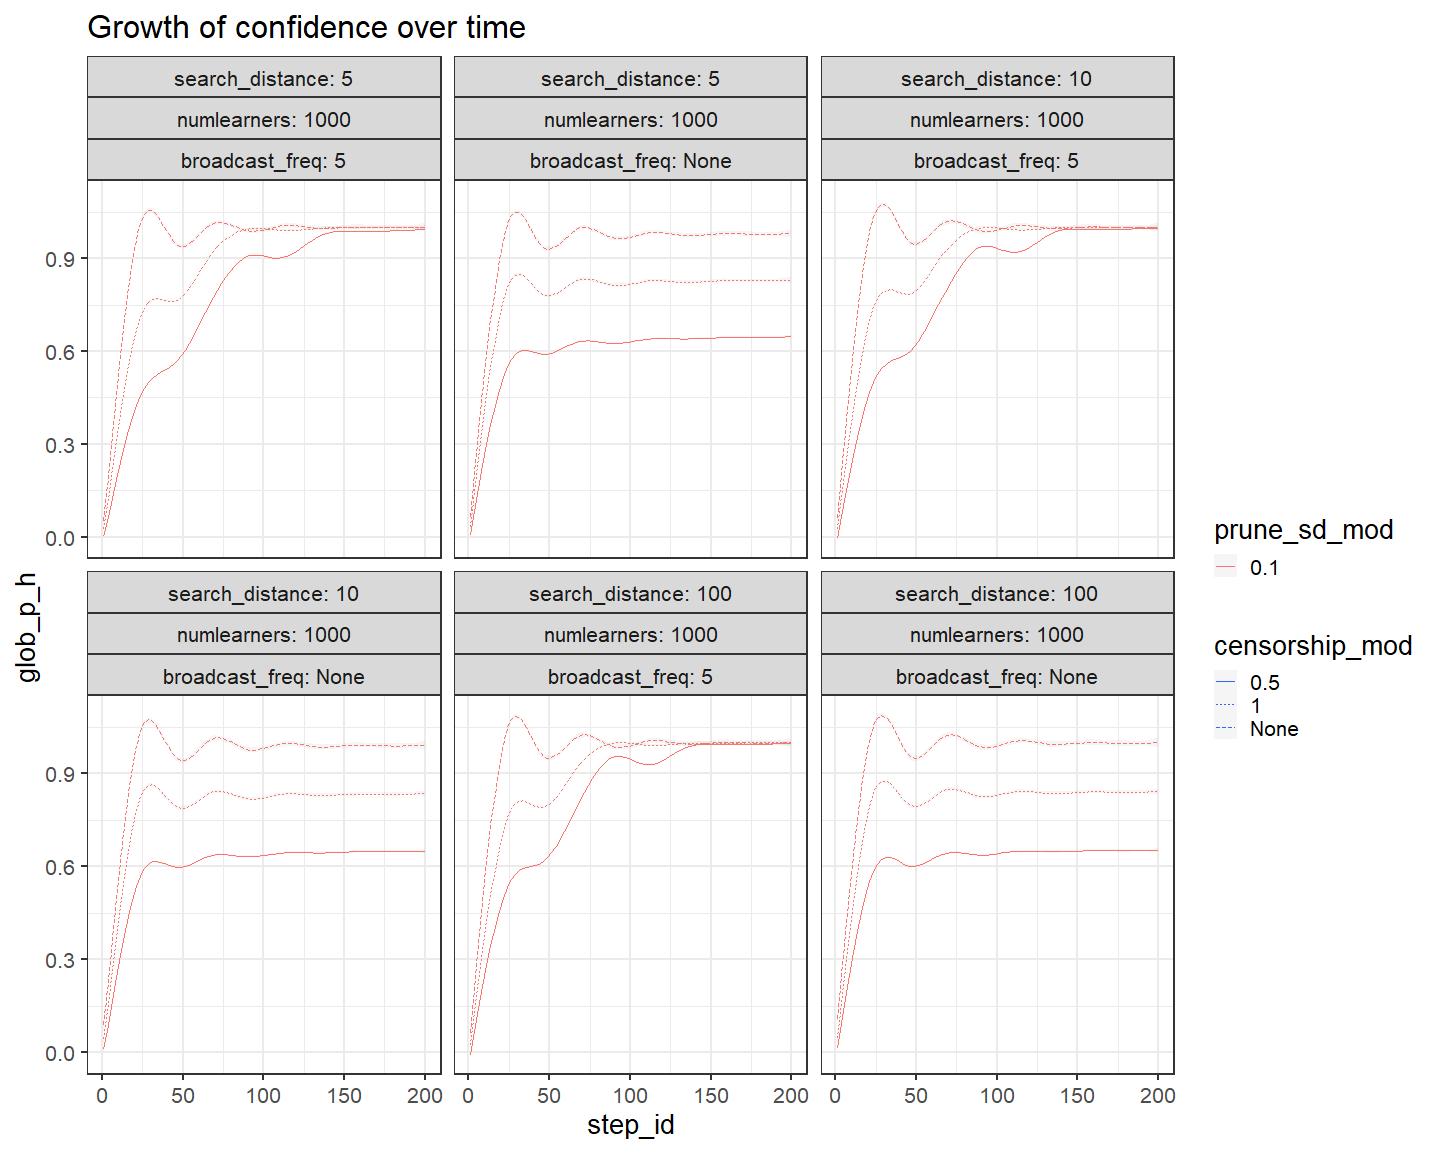 Growth of confidence over time
search_distance: 5
numlearners: 1000
broadcast_freq: 5
search_distance: 5
numlearners: 1000
broadcast_freq: None
search_distance: 10
numlearners: 1000
broadcast_freq: 5
0.9
0.6
0.3
0.0
search_distance: 10
numlearners: 1000
broadcast_freq: None
search_distance: 100
numlearners: 1000
broadcast_freq: 5
search_distance: 100
numlearners: 1000
broadcast_freq: None
0.9
0.6
0.3
0.0
0 50 100 150 200
0 50 100 150 200
0 50 100 150 200
step_id
glob_p_h
prune_sd_mod
0.1
censorship_mod
0.5
1
None